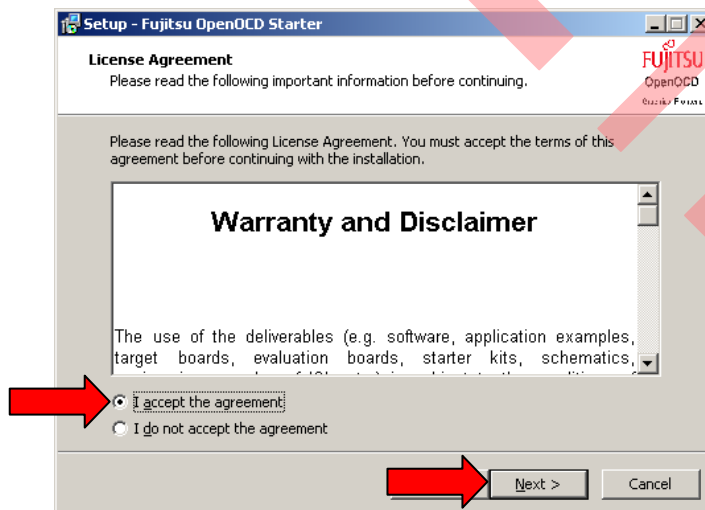 Setup - Fujitsu OpenOCD Starter
License Agreement
Please read the following important information before continuing.
FUJITSU
OpenOCD
Please read the following License Agreement. You must accept the terms of this
agreement before continuing with the installation.
Warranty and Disclaimer
The use of the deliverables (e.g. software, application examples,
target boards, evaluation boards, starter kits, schematics,
I accept the agreement
I do not accept the agreement
Next >
Cancel